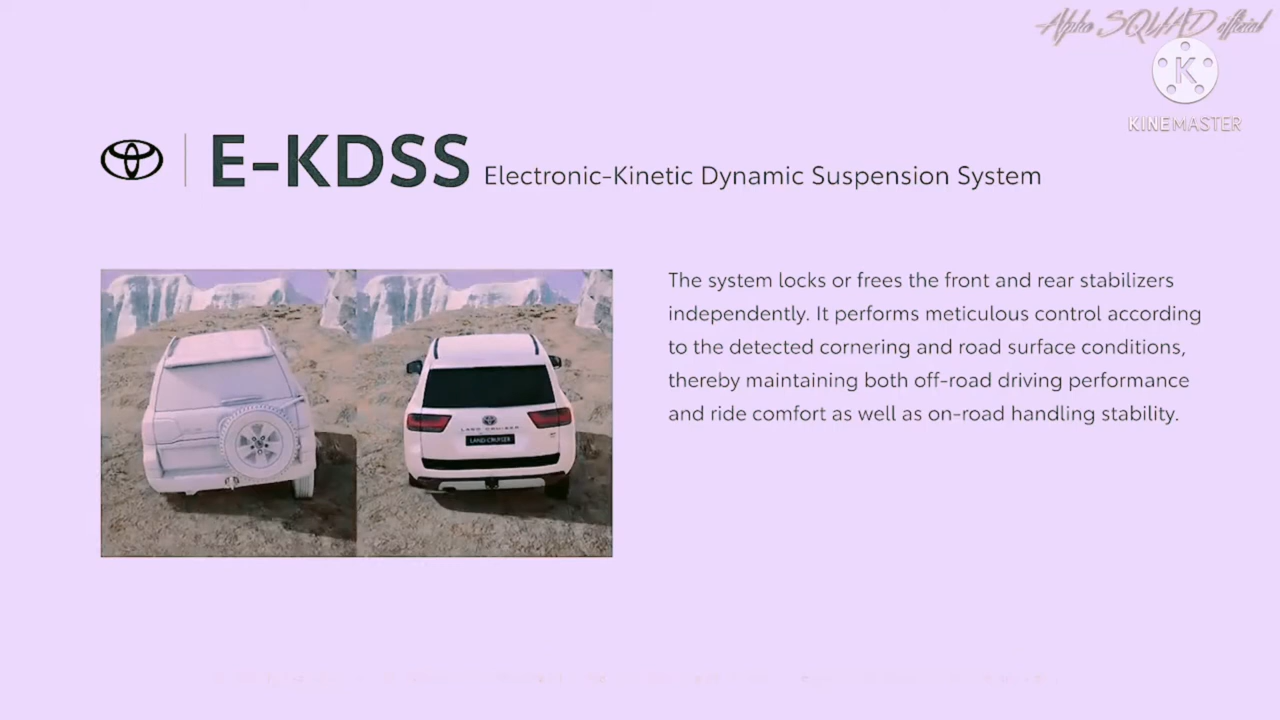 Alpha SQUAD official
K
KINEMASTER
E-KDSS Electronic-Kinetic Dynamic Suspension System
The system locks or frees the front and rear stabilizers
independently. It performs meticulous control according
to the detected cornering and road surface conditions,
thereby maintaining both off-road driving performance
and ride comfort as well as on-road handling stability.
LAND CRUISER
LAND CRUISER